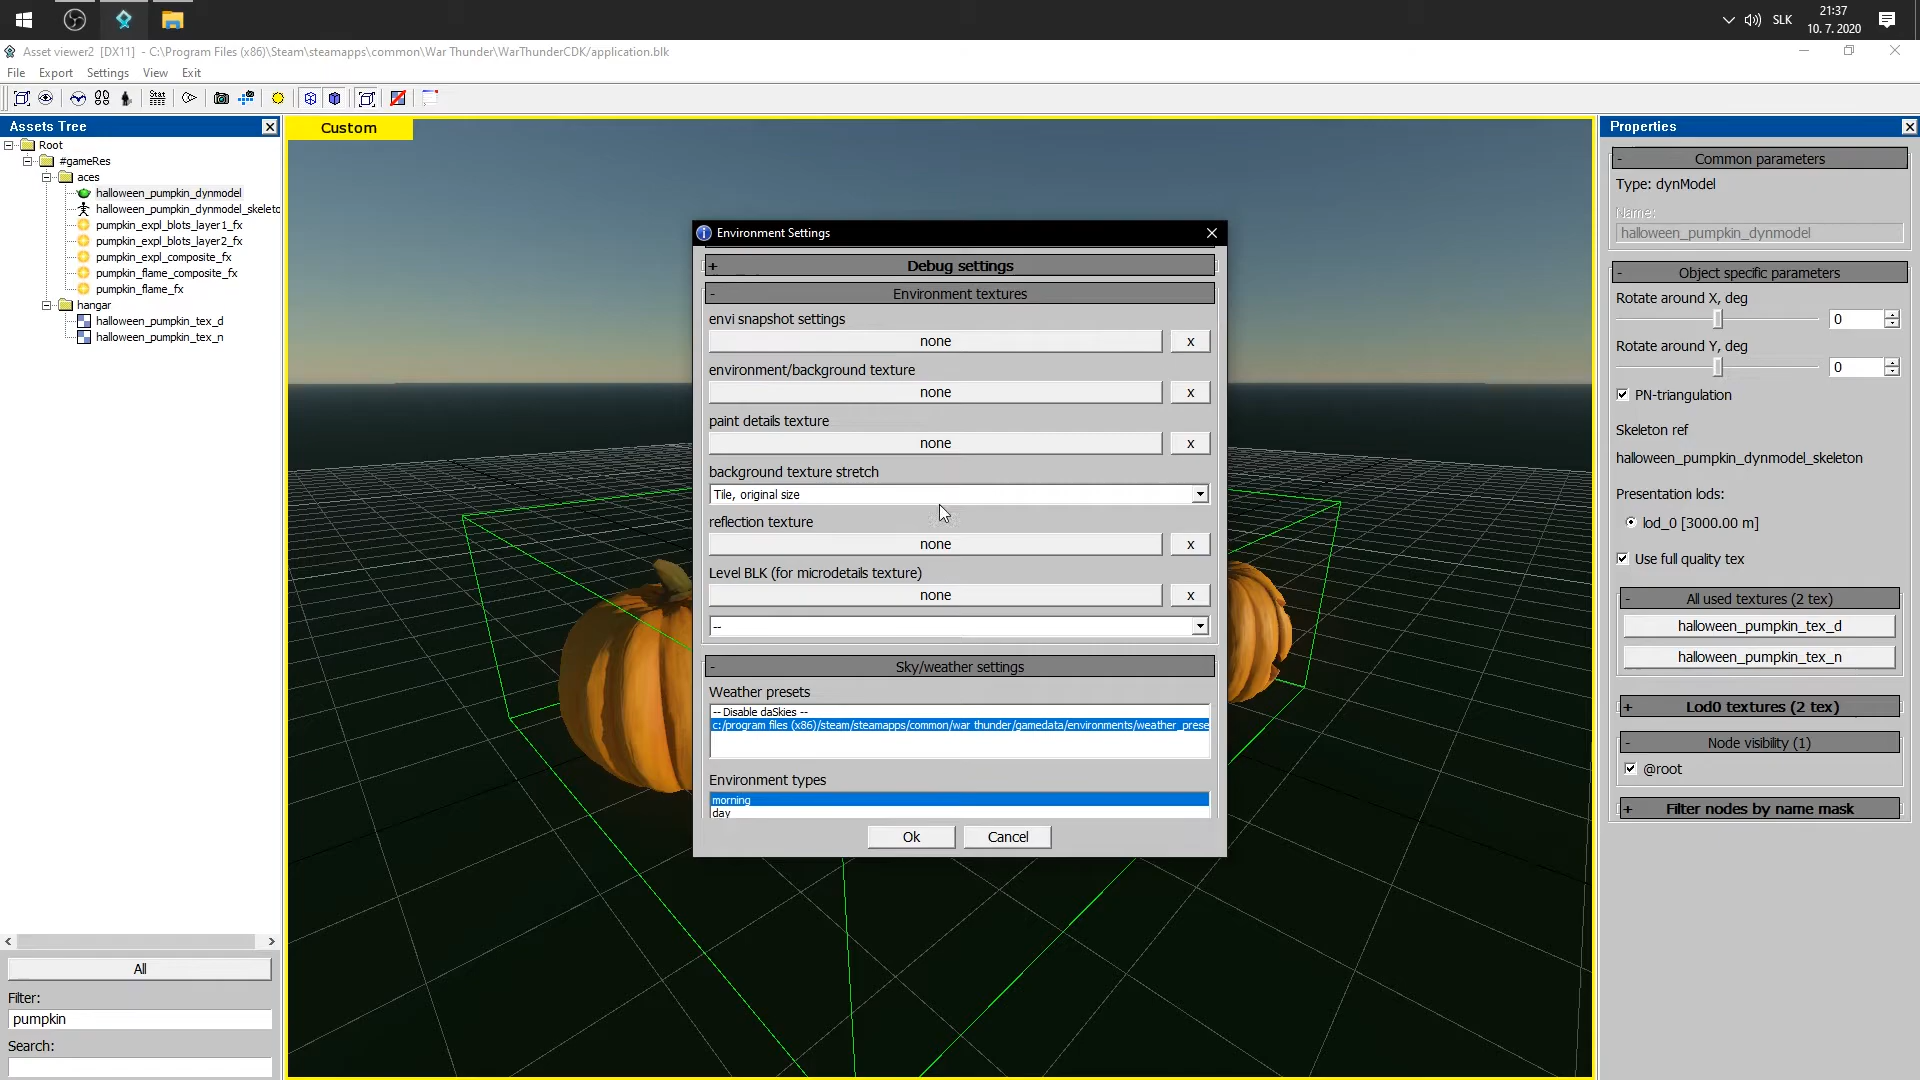 21:37
SLK
10. 7. 2020
Asset viewer2 [DX11] - C:\Program Files (x86)\Steam\steamapps\common\War Thunder\WarThunderCDK/application.blk
File Export Settings View Exit
Stat
Assets Tree
Root
#gameRes
aces
halloween_pumpkin_dynmodel
halloween_pumpkin_dynmodel_skeleto
pumpkin_expl_blots_layer1_fx
pumpkin_expl_blots_layer2_fx
pumpkin_expl_composite_fx
pumpkin_flame_composite_fx
pumpkin_flame_fx
hangar
halloween_pumpkin_tex_d
halloween_pumpkin_tex_n
All
Filter:
pumpkin
Search:
Custom
Environment Settings
+ Debug settings
- Environment textures
envi snapshot settings
none x
environment/background texture
none x
paint details texture
none x
background texture stretch
Tile, original size
reflection texture
none x
Level BLK (for microdetails texture)
none x
--
- Sky/weather settings
Weather presets
-- Disable daSkies --
c:/program files (x86)/steam/steamapps/common/war thunder/gamedata/environments/weather_prese
Environment types
morning
day
Ok Cancel
Properties
- Common parameters
Type: dynModel
Name:
halloween_pumpkin_dynmodel
- Object specific parameters
Rotate around X, deg
0
Rotate around Y, deg
0
PN-triangulation
Skeleton ref
halloween_pumpkin_dynmodel_skeleton
Presentation lods:
lod_0 [3000.00 m]
Use full quality tex
- All used textures (2 tex)
halloween_pumpkin_tex_d
halloween_pumpkin_tex_n
+ Lod0 textures (2 tex)
- Node visibility (1)
@root
+ Filter nodes by name mask